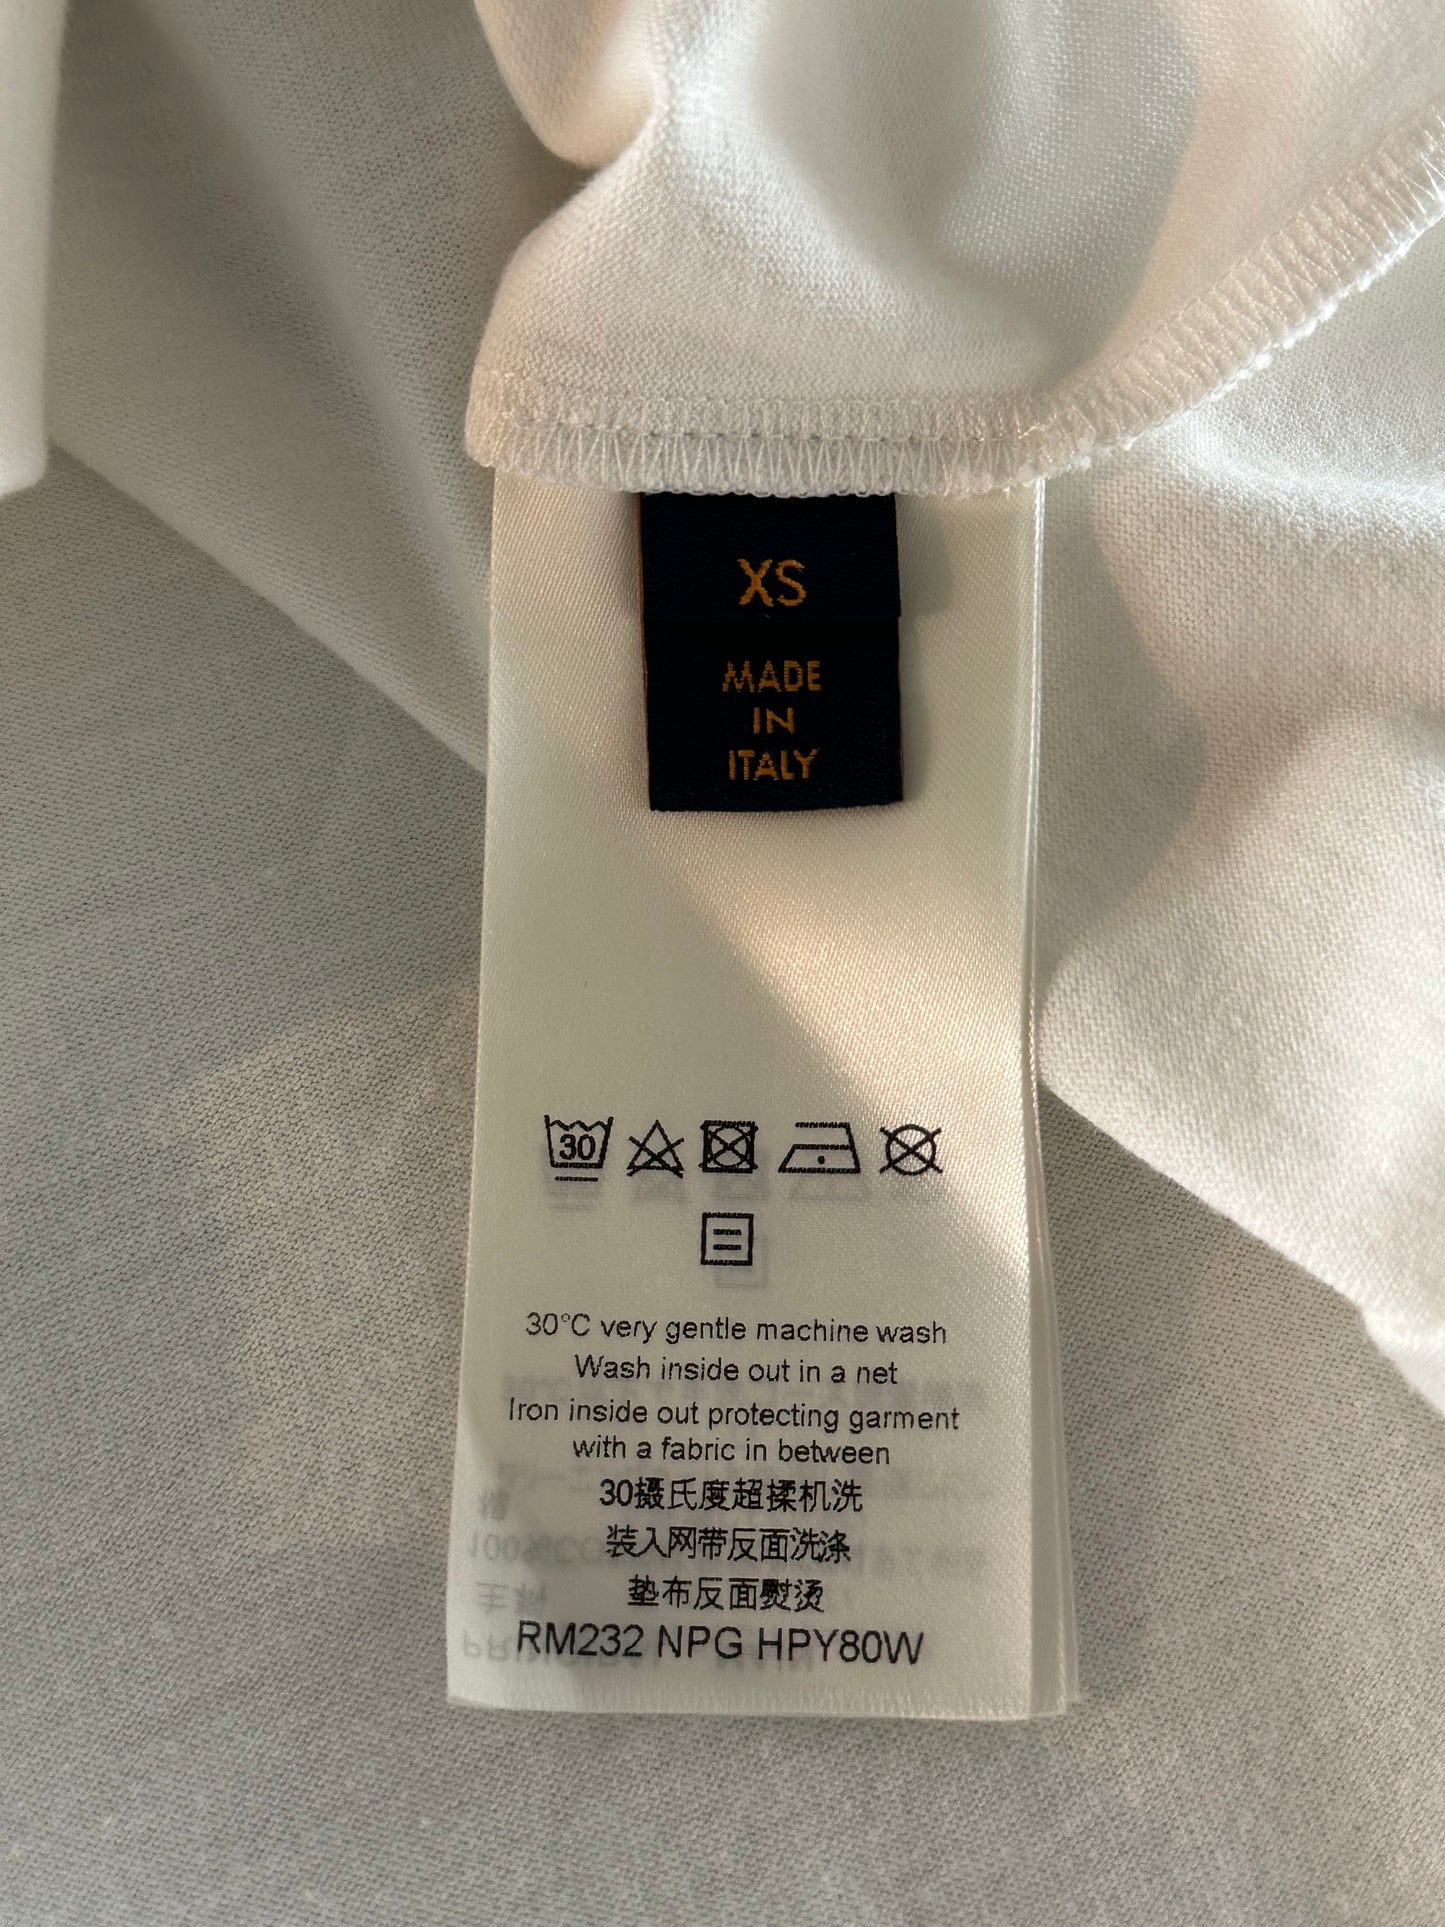 XS
MADE
IN
ITALY
30
30°C very gentle machine wash
Wash inside out in a net
Iron inside out protecting garment
with a fabric in between
30摄氏度超揉机洗
装入网带反面洗涤
垫布反面熨烫
RM232 NPG HPY80W